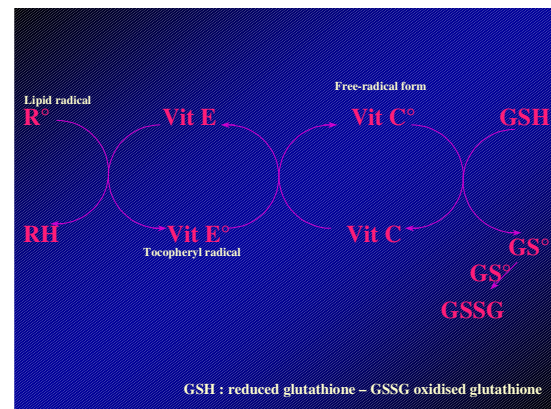 Free-radical form
Lipid radical
R° Vit E Vit C° GSH
RH Vit E° Vit C GS°
Tocopheryl radical
GS°
GSSG
GSH : reduced glutathione – GSSG oxidised glutathione